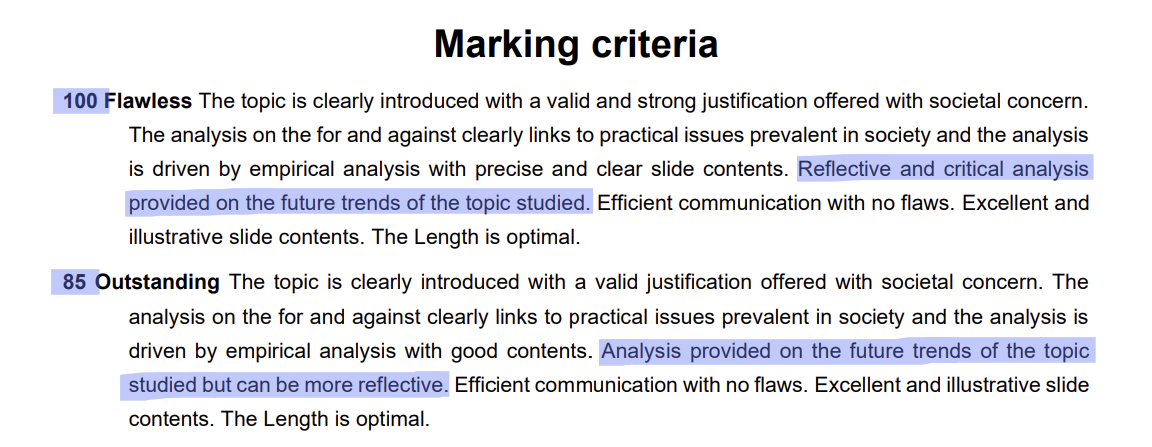 Marking criteria
100 Flawless The topic is clearly introduced with a valid and strong justification offered with societal concern.
The analysis on the for and against clearly links to practical issues prevalent in society and the analysis
is driven by empirical analysis with precise and clear slide contents. Reflective and critical analysis
provided on the future trends of the topic studied. Efficient communication with no flaws. Excellent and
illustrative slide contents. The Length is optimal.
85 Outstanding The topic is clearly introduced with a valid justification offered with societal concern. The
analysis on the for and against clearly links to practical issues prevalent in society and the analysis is
driven by empirical analysis with good contents. Analysis provided on the future trends of the topic
studied but can be more reflective. Efficient communication with no flaws. Excellent and illustrative slide
contents. The Length is optimal.